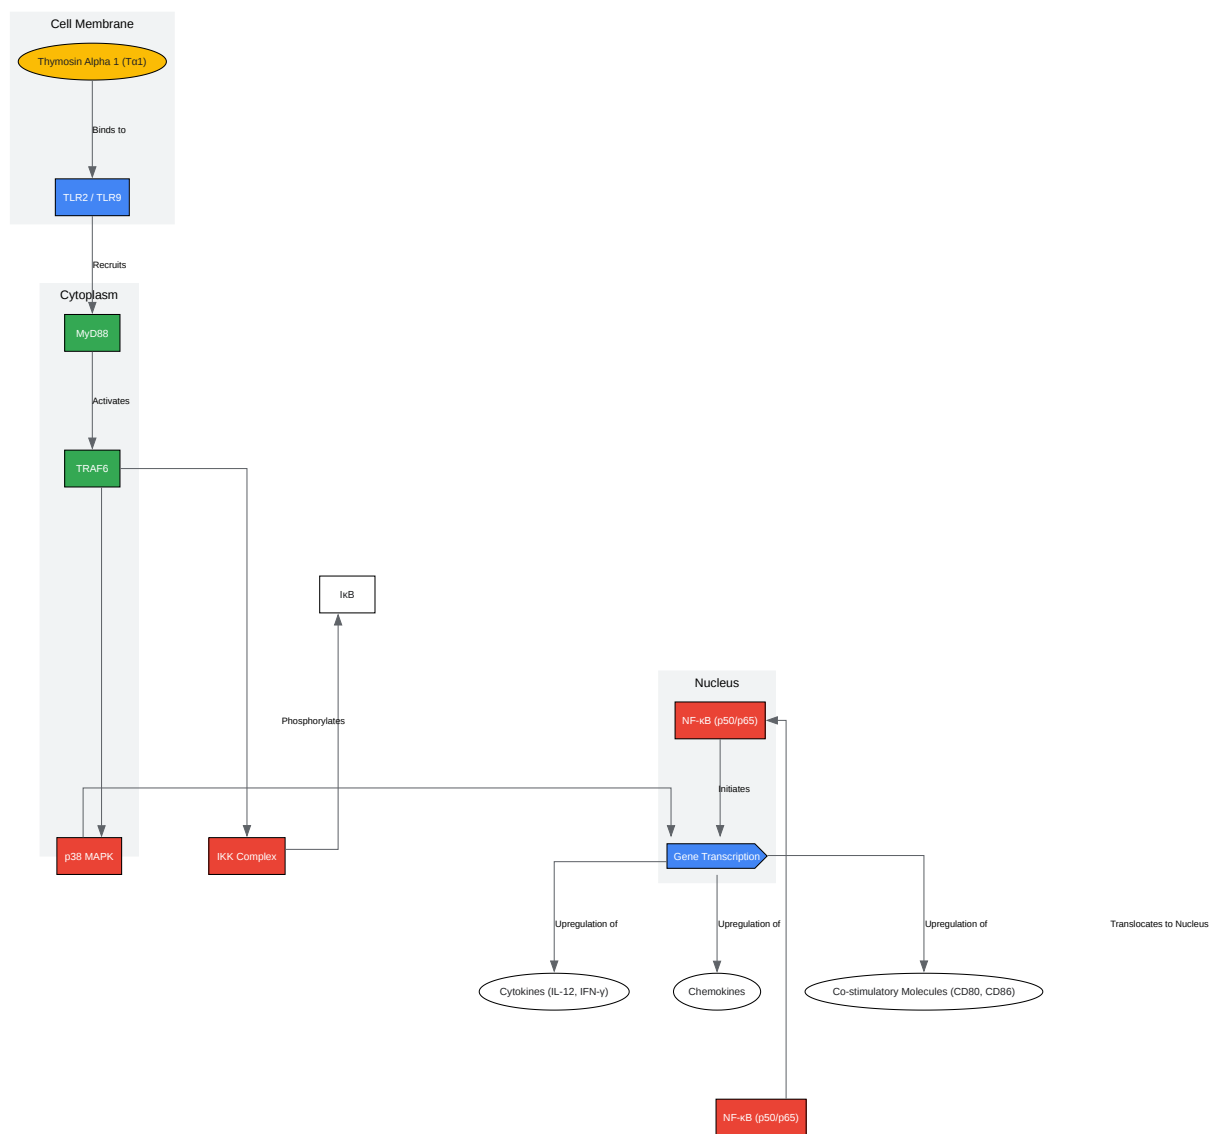 Cell Membrane
Thymosin Alpha 1 (Tα1)
Binds to
TLR2 / TLR9
Recruits
Cytoplasm
MyD88
Activates
TRAF6
IκB
Nucleus
NF-κB (p50/p65)
Phosphorylates
Initiates
p38 MAPK
IKK Complex
Gene Transcription
Upregulation of
Upregulation of
Upregulation of
Translocates to Nucleus
Cytokines (IL-12, IFN-γ)
Chemokines
Co-stimulatory Molecules (CD80, CD86)
NF-κB (p50/p65)